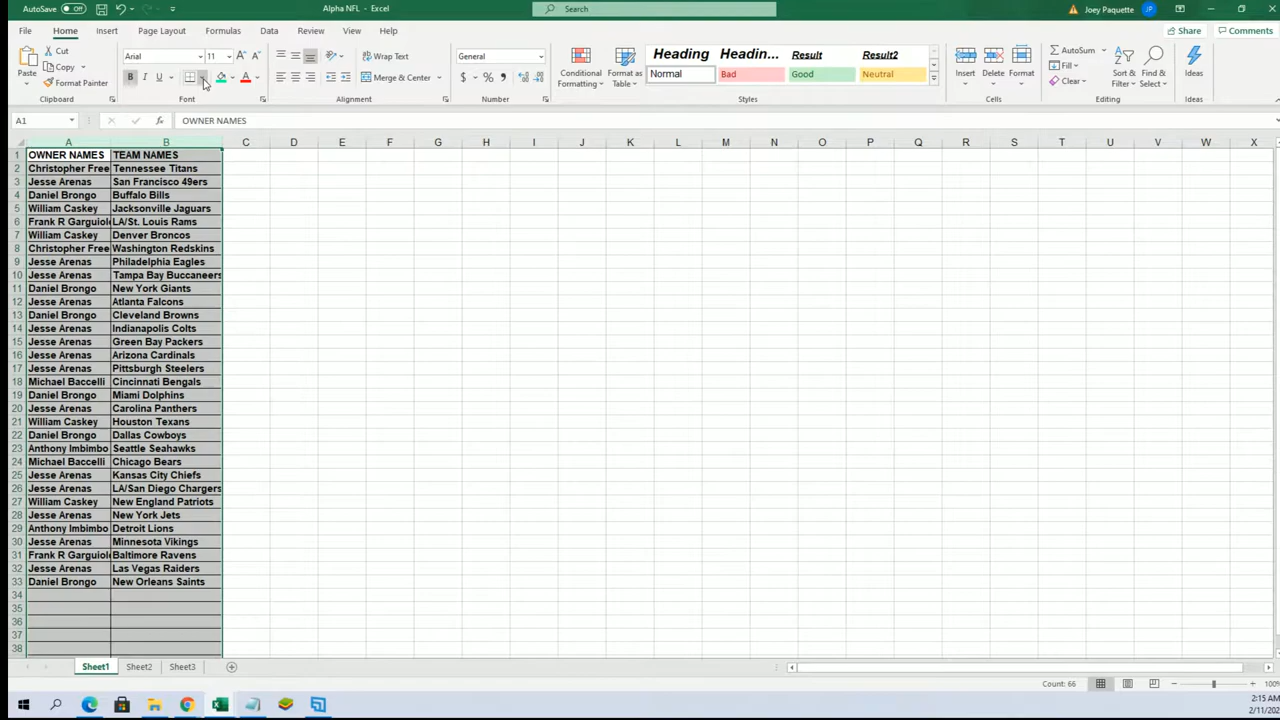 AutoSave Off
Alpha NFL - Excel
Search
Joey Paquette JP
File Home Insert Page Layout Formulas Data Review View Help
Share Comments
Paste
Cut
Copy
Format Painter
Clipboard
Arial 11
B I U
Font
Wrap Text
Merge & Center
Alignment
General
$ %
Number
Conditional Formatting
Format as Table
Heading Headin... Result Result2
Normal Bad Good Neutral
Styles
Insert Delete Format
Cells
AutoSum
Fill
Clear
Sort & Filter
Find & Select
Editing
Ideas
Ideas
A1 fx OWNER NAMES
A B C D E F G H I J K L M N O P Q R S T U V W X
1 OWNER NAMES TEAM NAMES
2 Christopher Free Tennessee Titans
3 Jesse Arenas San Francisco 49ers
4 Daniel Brongo Buffalo Bills
5 William Caskey Jacksonville Jaguars
6 Frank R Garguiol LA/St. Louis Rams
7 William Caskey Denver Broncos
8 Christopher Free Washington Redskins
9 Jesse Arenas Philadelphia Eagles
10 Jesse Arenas Tampa Bay Buccaneers
11 Daniel Brongo New York Giants
12 Jesse Arenas Atlanta Falcons
13 Daniel Brongo Cleveland Browns
14 Jesse Arenas Indianapolis Colts
15 Jesse Arenas Green Bay Packers
16 Jesse Arenas Arizona Cardinals
17 Jesse Arenas Pittsburgh Steelers
18 Michael Baccelli Cincinnati Bengals
19 Daniel Brongo Miami Dolphins
20 Jesse Arenas Carolina Panthers
21 William Caskey Houston Texans
22 Daniel Brongo Dallas Cowboys
23 Anthony Imbimbo Seattle Seahawks
24 Michael Baccelli Chicago Bears
25 Jesse Arenas Kansas City Chiefs
26 Jesse Arenas LA/San Diego Chargers
27 William Caskey New England Patriots
28 Jesse Arenas New York Jets
29 Anthony Imbimbo Detroit Lions
30 Jesse Arenas Minnesota Vikings
31 Frank R Garguiol Baltimore Ravens
32 Jesse Arenas Las Vegas Raiders
33 Daniel Brongo New Orleans Saints
34
35
36
37
38
Sheet1 Sheet2 Sheet3
Count: 66 100%
2:15 AM
2/11/202